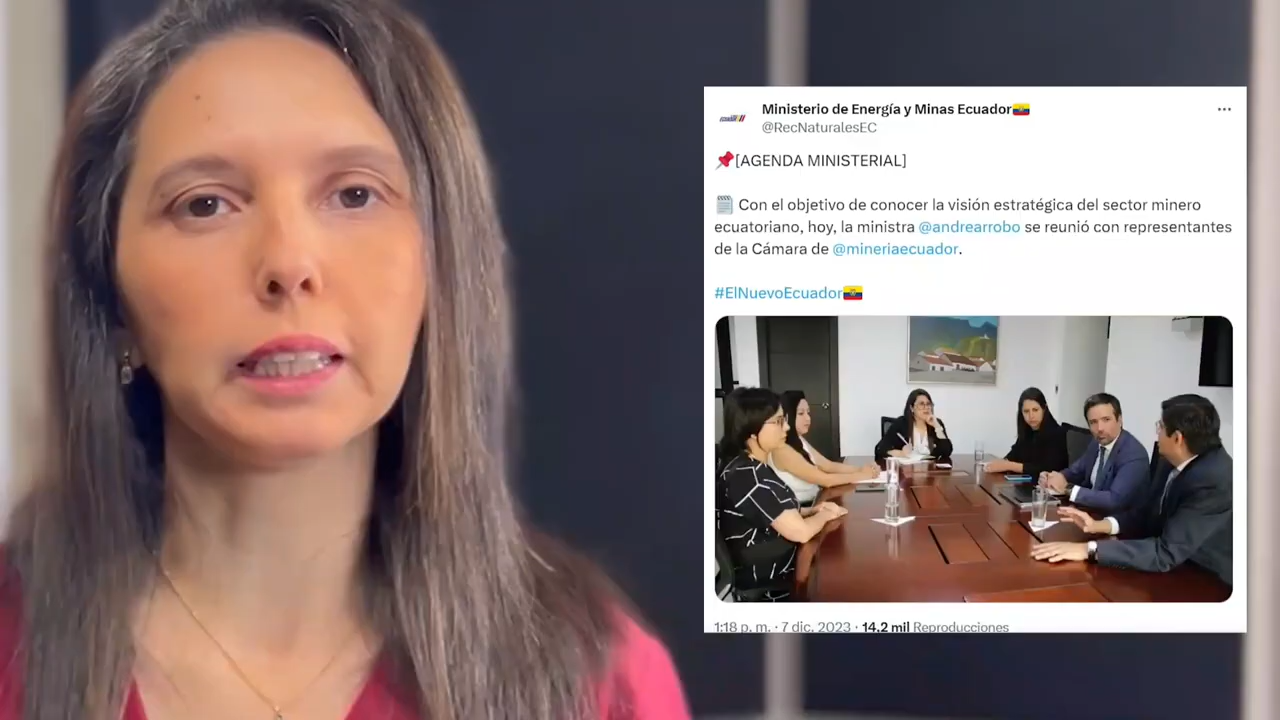 Ministerio de Energía y Minas Ecuador
@RecNaturalesEC
[AGENDA MINISTERIAL]
Con el objetivo de conocer la visión estratégica del sector minero
ecuatoriano, hoy, la ministra @andrearrobo se reunió con representantes
de la Cámara de @mineriaecuador.
#ElNuevoEcuador
1:18 p. m. · 7 dic. 2023 · 14,2 mil Reproducciones